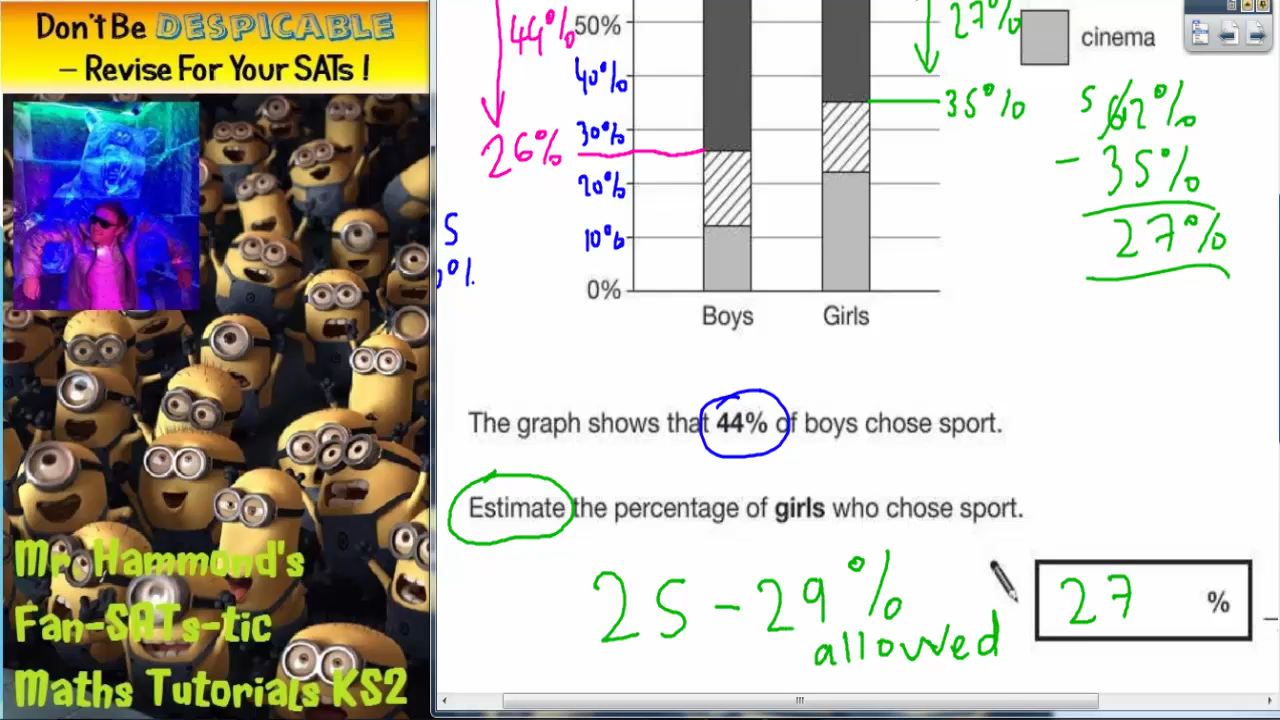 Don't Be DESPICABLE
– Revise For Your SATs !
Mr Hammond's
Fan-SATs-tic
Maths Tutorials KS2
44%
50%
40%
30%
26%
20%
10%
0%
Boys
Girls
27%
35%
cinema
5 62%
- 35%
27%
The graph shows that 44% of boys chose sport.
Estimate the percentage of girls who chose sport.
25 - 29%
allowed
27 %